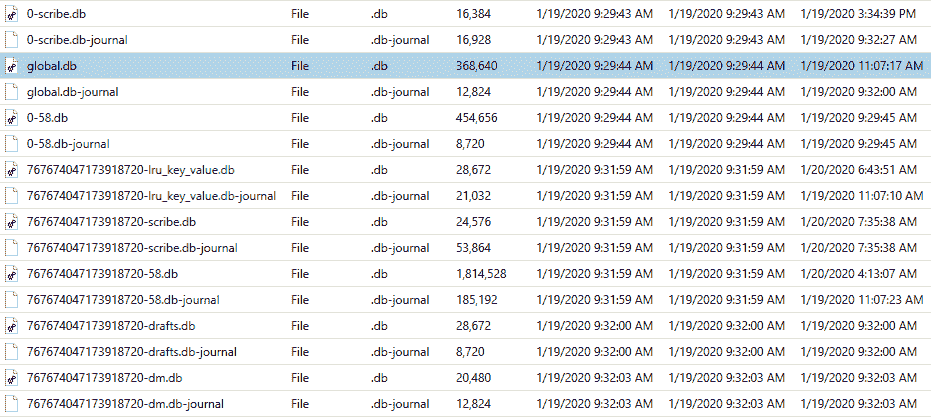 0-scribe.db File .db 16,384 1/19/2020 9:29:43 AM 1/19/2020 9:29:43 AM 1/19/2020 3:34:39 PM
0-scribe.db-journal File .db-journal 16,928 1/19/2020 9:29:43 AM 1/19/2020 9:29:43 AM 1/19/2020 9:32:27 AM
global.db File .db 368,640 1/19/2020 9:29:44 AM 1/19/2020 9:29:44 AM 1/19/2020 11:07:17 AM
global.db-journal File .db-journal 12,824 1/19/2020 9:29:44 AM 1/19/2020 9:29:44 AM 1/19/2020 9:32:00 AM
0-58.db File .db 454,656 1/19/2020 9:29:44 AM 1/19/2020 9:29:44 AM 1/19/2020 9:29:45 AM
0-58.db-journal File .db-journal 8,720 1/19/2020 9:29:44 AM 1/19/2020 9:29:44 AM 1/19/2020 9:29:45 AM
767674047173918720-lru_key_value.db File .db 28,672 1/19/2020 9:31:59 AM 1/19/2020 9:31:59 AM 1/20/2020 6:43:51 AM
767674047173918720-lru_key_value.db-journal File .db-journal 21,032 1/19/2020 9:31:59 AM 1/19/2020 9:31:59 AM 1/19/2020 11:07:10 AM
767674047173918720-scribe.db File .db 24,576 1/19/2020 9:31:59 AM 1/19/2020 9:31:59 AM 1/20/2020 7:35:38 AM
767674047173918720-scribe.db-journal File .db-journal 53,864 1/19/2020 9:31:59 AM 1/19/2020 9:31:59 AM 1/20/2020 7:35:38 AM
767674047173918720-58.db File .db 1,814,528 1/19/2020 9:31:59 AM 1/19/2020 9:31:59 AM 1/20/2020 4:13:07 AM
767674047173918720-58.db-journal File .db-journal 185,192 1/19/2020 9:31:59 AM 1/19/2020 9:31:59 AM 1/19/2020 11:07:23 AM
767674047173918720-drafts.db File .db 28,672 1/19/2020 9:32:00 AM 1/19/2020 9:32:00 AM 1/19/2020 9:32:00 AM
767674047173918720-drafts.db-journal File .db-journal 8,720 1/19/2020 9:32:00 AM 1/19/2020 9:32:00 AM 1/19/2020 9:32:00 AM
767674047173918720-dm.db File .db 20,480 1/19/2020 9:32:03 AM 1/19/2020 9:32:03 AM 1/19/2020 9:32:03 AM
767674047173918720-dm.db-journal File .db-journal 12,824 1/19/2020 9:32:03 AM 1/19/2020 9:32:03 AM 1/19/2020 9:32:03 AM